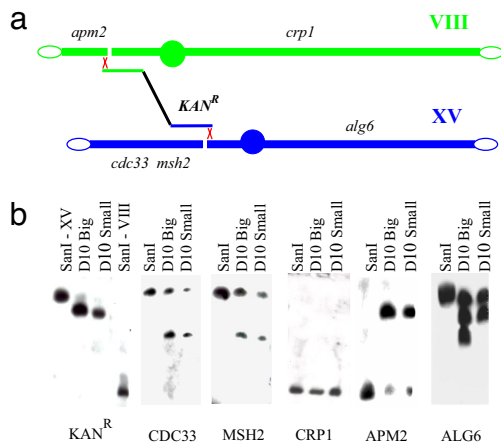 a
apm2 crp1 VIII
KAN^R
alg6 XV
cdc33 msh2
b
SanI - XV
D10 Big
D10 Small
SanI - VIII
SanI
D10 Big
D10 Small
SanI
D10 Big
D10 Small
SanI
D10 Big
D10 Small
SanI
D10 Big
D10 Small
SanI
D10 Big
D10 Small
KAN^R CDC33 MSH2 CRP1 APM2 ALG6